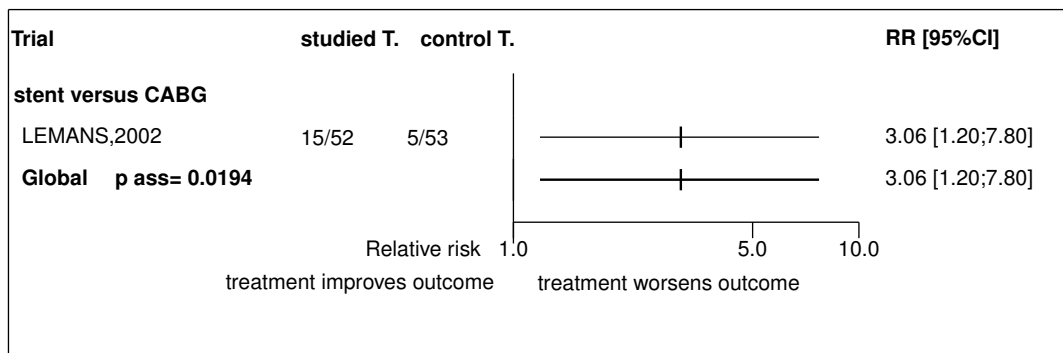 Trial studied T. control T. RR [95%CI]
stent versus CABG
LEMANS,2002 15/52 5/53 3.06 [1.20;7.80]
Global p ass= 0.0194 3.06 [1.20;7.80]
Relative risk 1.0 5.0 10.0
treatment improves outcome treatment worsens outcome